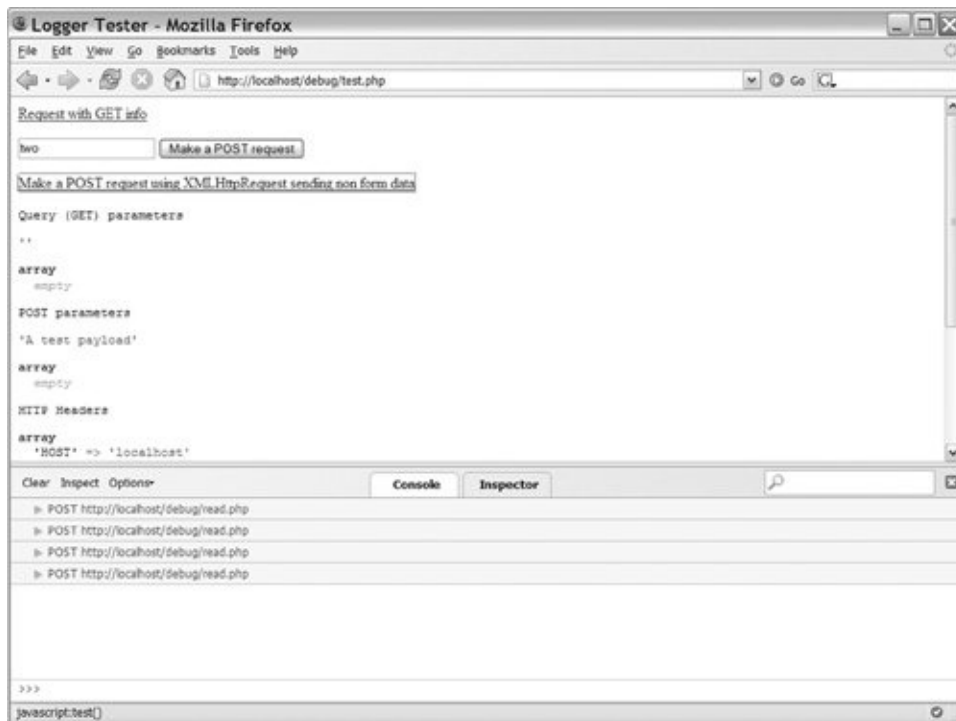 Logger Tester - Mozilla Firefox
File Edit View Go Bookmarks Tools Help
http://localhost/debug/test.php Go G
Request with GET info
two Make a POST request
Make a POST request using XMLHttpRequest sending non form data
Query (GET) parameters
''
array
empty
POST parameters
'A test payload'
array
empty
HTTP Headers
array
'HOST' => 'localhost'
Clear Inspect Options Console Inspector
POST http://localhost/debug/read.php
POST http://localhost/debug/read.php
POST http://localhost/debug/read.php
POST http://localhost/debug/read.php
>>>
javascript:test()